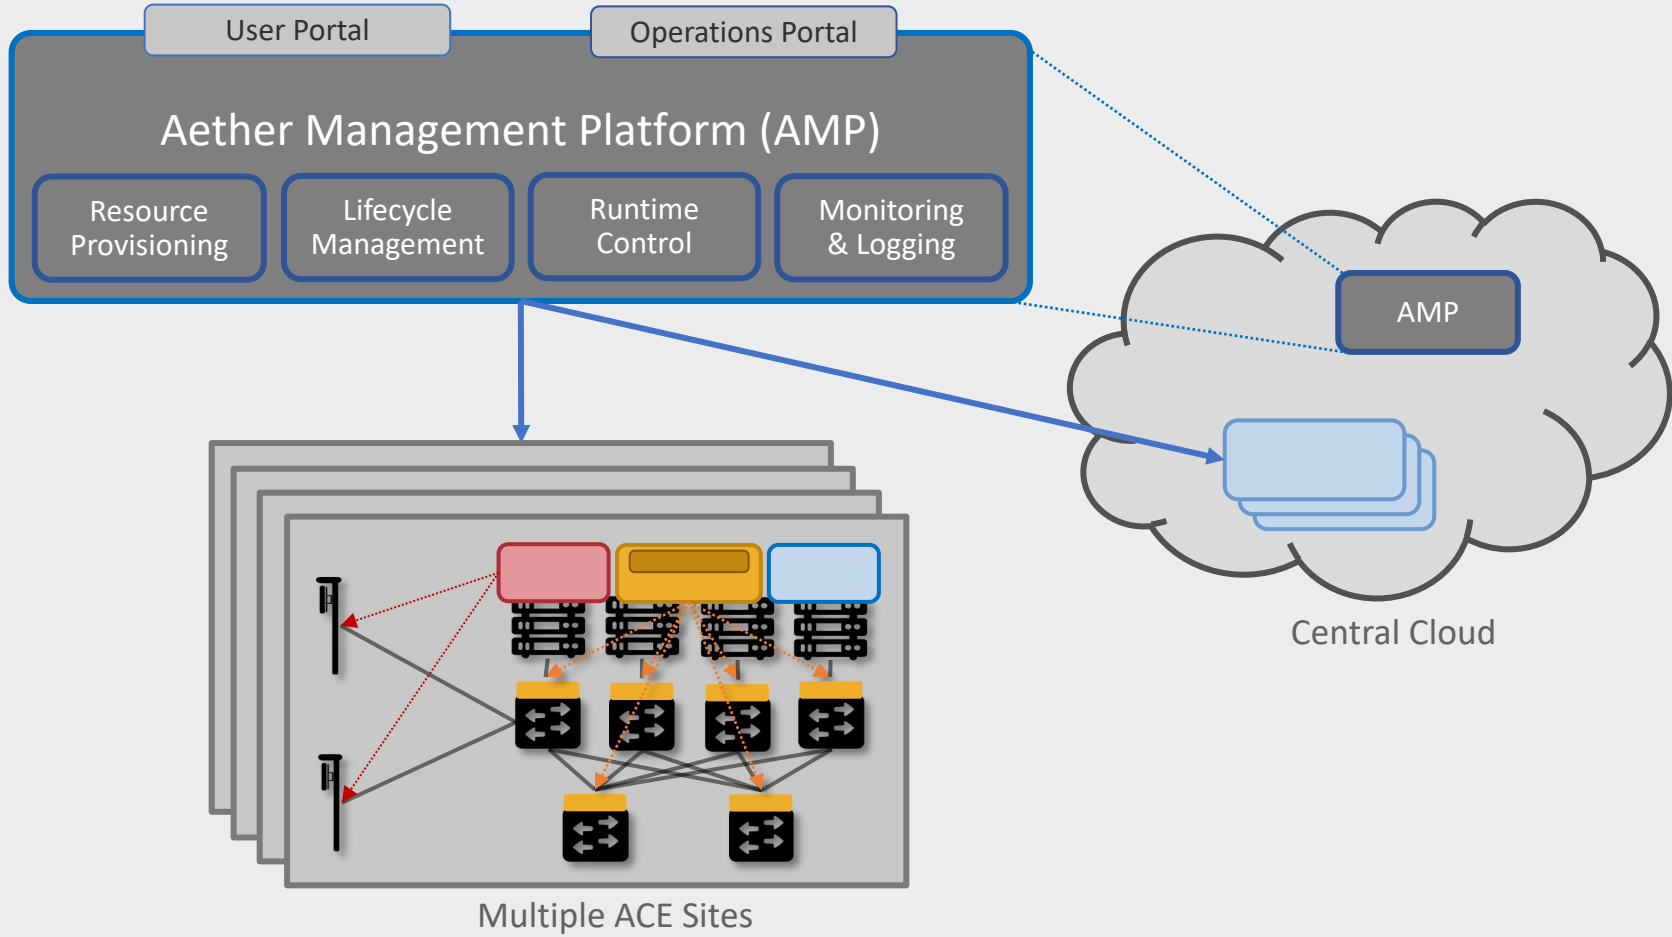 User Portal
Operations Portal
Aether Management Platform (AMP)
Resource
Provisioning
Lifecycle
Management
Runtime
Control
Monitoring
& Logging
AMP
Central Cloud
Multiple ACE Sites